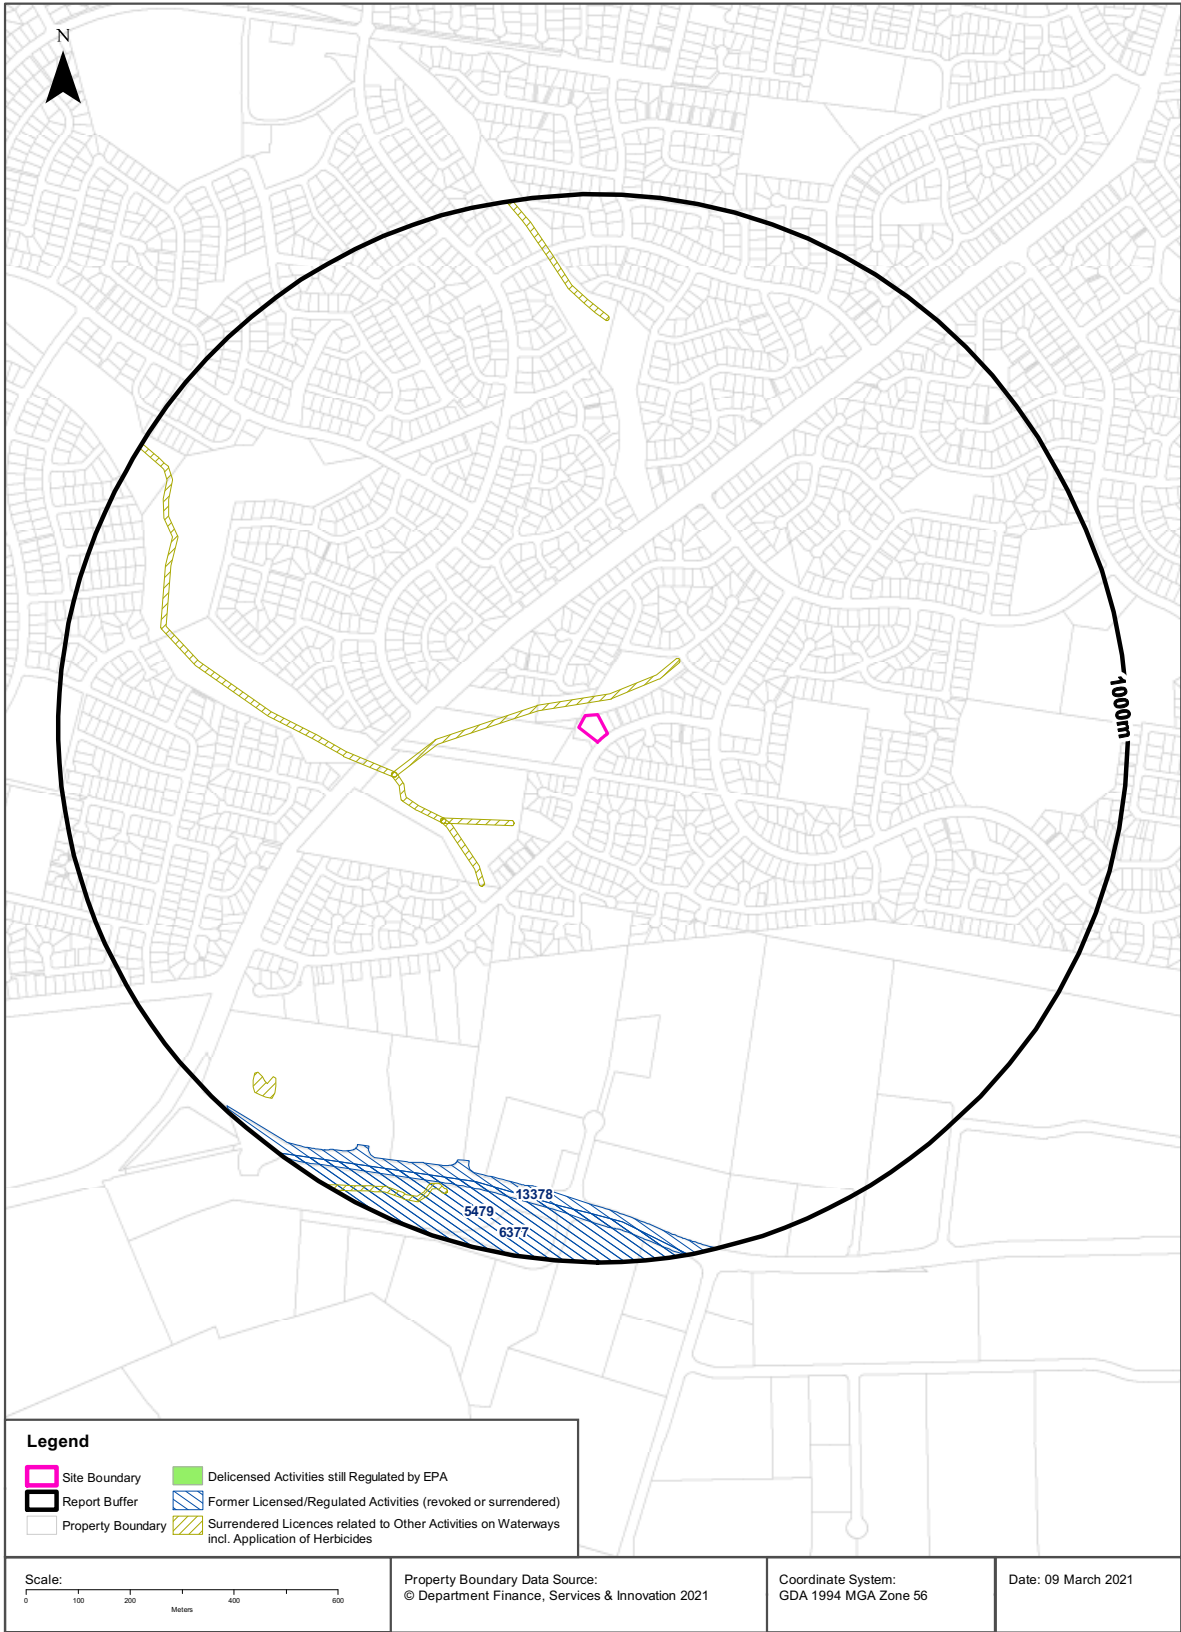 N
1000m
13378
5479
6377
Legend
Site Boundary
Report Buffer
Property Boundary
Delicensed Activities still Regulated by EPA
Former Licensed/Regulated Activities (revoked or surrendered)
Surrendered Licences related to Other Activities on Waterways
incl. Application of Herbicides
Scale:
0 100 200 400 600
Meters
Property Boundary Data Source:
© Department Finance, Services & Innovation 2021
Coordinate System:
GDA 1994 MGA Zone 56
Date: 09 March 2021